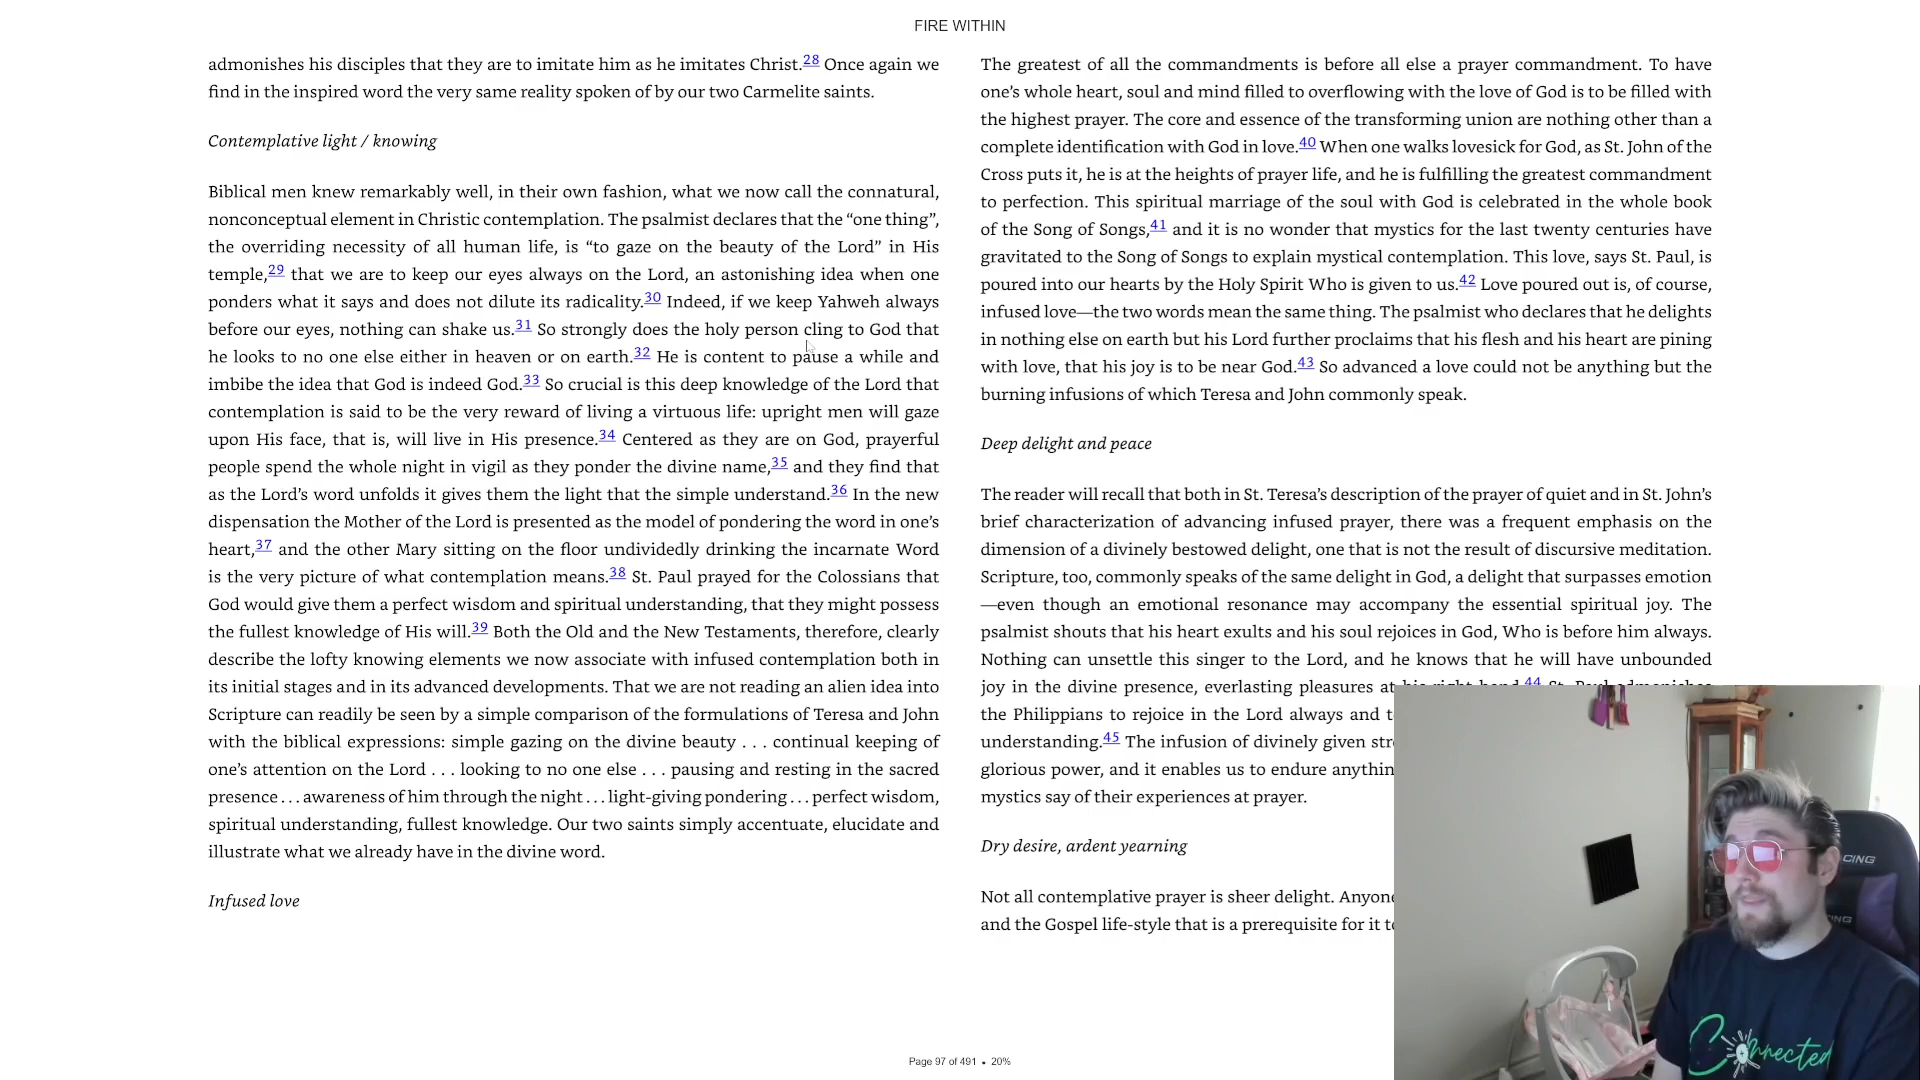 FIRE WITHIN
admonishes his disciples that they are to imitate him as he imitates Christ.28 Once again we
find in the inspired word the very same reality spoken of by our two Carmelite saints.
Contemplative light / knowing
Biblical men knew remarkably well, in their own fashion, what we now call the connatural,
nonconceptual element in Christic contemplation. The psalmist declares that the “one thing”,
the overriding necessity of all human life, is “to gaze on the beauty of the Lord” in His
temple,29 that we are to keep our eyes always on the Lord, an astonishing idea when one
ponders what it says and does not dilute its radicality.30 Indeed, if we keep Yahweh always
before our eyes, nothing can shake us.31 So strongly does the holy person cling to God that
he looks to no one else either in heaven or on earth.32 He is content to pause a while and
imbibe the idea that God is indeed God.33 So crucial is this deep knowledge of the Lord that
contemplation is said to be the very reward of living a virtuous life: upright men will gaze
upon His face, that is, will live in His presence.34 Centered as they are on God, prayerful
people spend the whole night in vigil as they ponder the divine name,35 and they find that
as the Lord’s word unfolds it gives them the light that the simple understand.36 In the new
dispensation the Mother of the Lord is presented as the model of pondering the word in one’s
heart,37 and the other Mary sitting on the floor undividedly drinking the incarnate Word
is the very picture of what contemplation means.38 St. Paul prayed for the Colossians that
God would give them a perfect wisdom and spiritual understanding, that they might possess
the fullest knowledge of His will.39 Both the Old and the New Testaments, therefore, clearly
describe the lofty knowing elements we now associate with infused contemplation both in
its initial stages and in its advanced developments. That we are not reading an alien idea into
Scripture can readily be seen by a simple comparison of the formulations of Teresa and John
with the biblical expressions: simple gazing on the divine beauty . . . continual keeping of
one’s attention on the Lord . . . looking to no one else . . . pausing and resting in the sacred
presence . . . awareness of him through the night . . . light-giving pondering . . . perfect wisdom,
spiritual understanding, fullest knowledge. Our two saints simply accentuate, elucidate and
illustrate what we already have in the divine word.
Infused love
The greatest of all the commandments is before all else a prayer commandment. To have
one’s whole heart, soul and mind filled to overflowing with the love of God is to be filled with
the highest prayer. The core and essence of the transforming union are nothing other than a
complete identification with God in love.40 When one walks lovesick for God, as St. John of the
Cross puts it, he is at the heights of prayer life, and he is fulfilling the greatest commandment
to perfection. This spiritual marriage of the soul with God is celebrated in the whole book
of the Song of Songs,41 and it is no wonder that mystics for the last twenty centuries have
gravitated to the Song of Songs to explain mystical contemplation. This love, says St. Paul, is
poured into our hearts by the Holy Spirit Who is given to us.42 Love poured out is, of course,
infused love—the two words mean the same thing. The psalmist who declares that he delights
in nothing else on earth but his Lord further proclaims that his flesh and his heart are pining
with love, that his joy is to be near God.43 So advanced a love could not be anything but the
burning infusions of which Teresa and John commonly speak.
Deep delight and peace
The reader will recall that both in St. Teresa’s description of the prayer of quiet and in St. John’s
brief characterization of advancing infused prayer, there was a frequent emphasis on the
dimension of a divinely bestowed delight, one that is not the result of discursive meditation.
Scripture, too, commonly speaks of the same delight in God, a delight that surpasses emotion
—even though an emotional resonance may accompany the essential spiritual joy. The
psalmist shouts that his heart exults and his soul rejoices in God, Who is before him always.
Nothing can unsettle this singer to the Lord, and he knows that he will have unbounded
joy in the divine presence, everlasting pleasures at his right hand.44 St. Paul admonishes
the Philippians to rejoice in the Lord always and
understanding.45 The infusion of divinely given
glorious power, and it enables us to endure
mystics say of their experiences at prayer.
Dry desire, ardent yearning
Not all contemplative prayer is sheer delight.
and the Gospel life-style that is a prerequisite for it
Page 97 of 491 • 20%
CING
ING
Connected